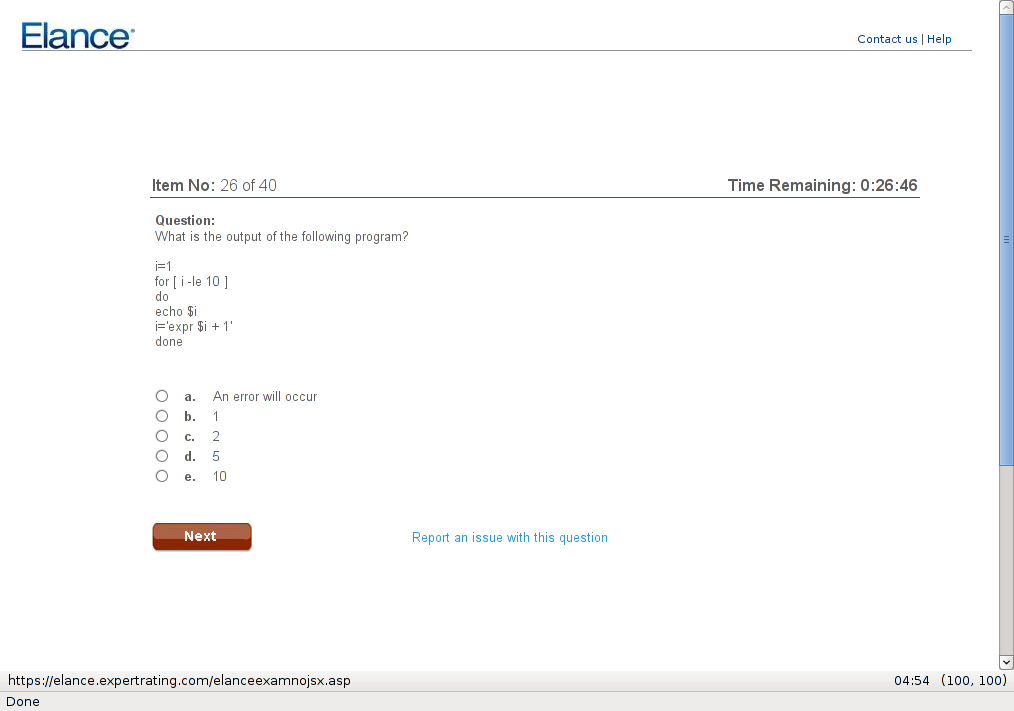 Elance
Contact us | Help
Item No: 26 of 40
Time Remaining: 0:26:46
Question:
What is the output of the following program?
i=1
for [ i -le 10 ]
do
echo $i
i='expr $i + 1'
done
a. An error will occur
b. 1
c. 2
d. 5
e. 10
Next
Report an issue with this question
https://elance.expertrating.com/elanceexamnojsx.asp
04:54 (100, 100)
Done